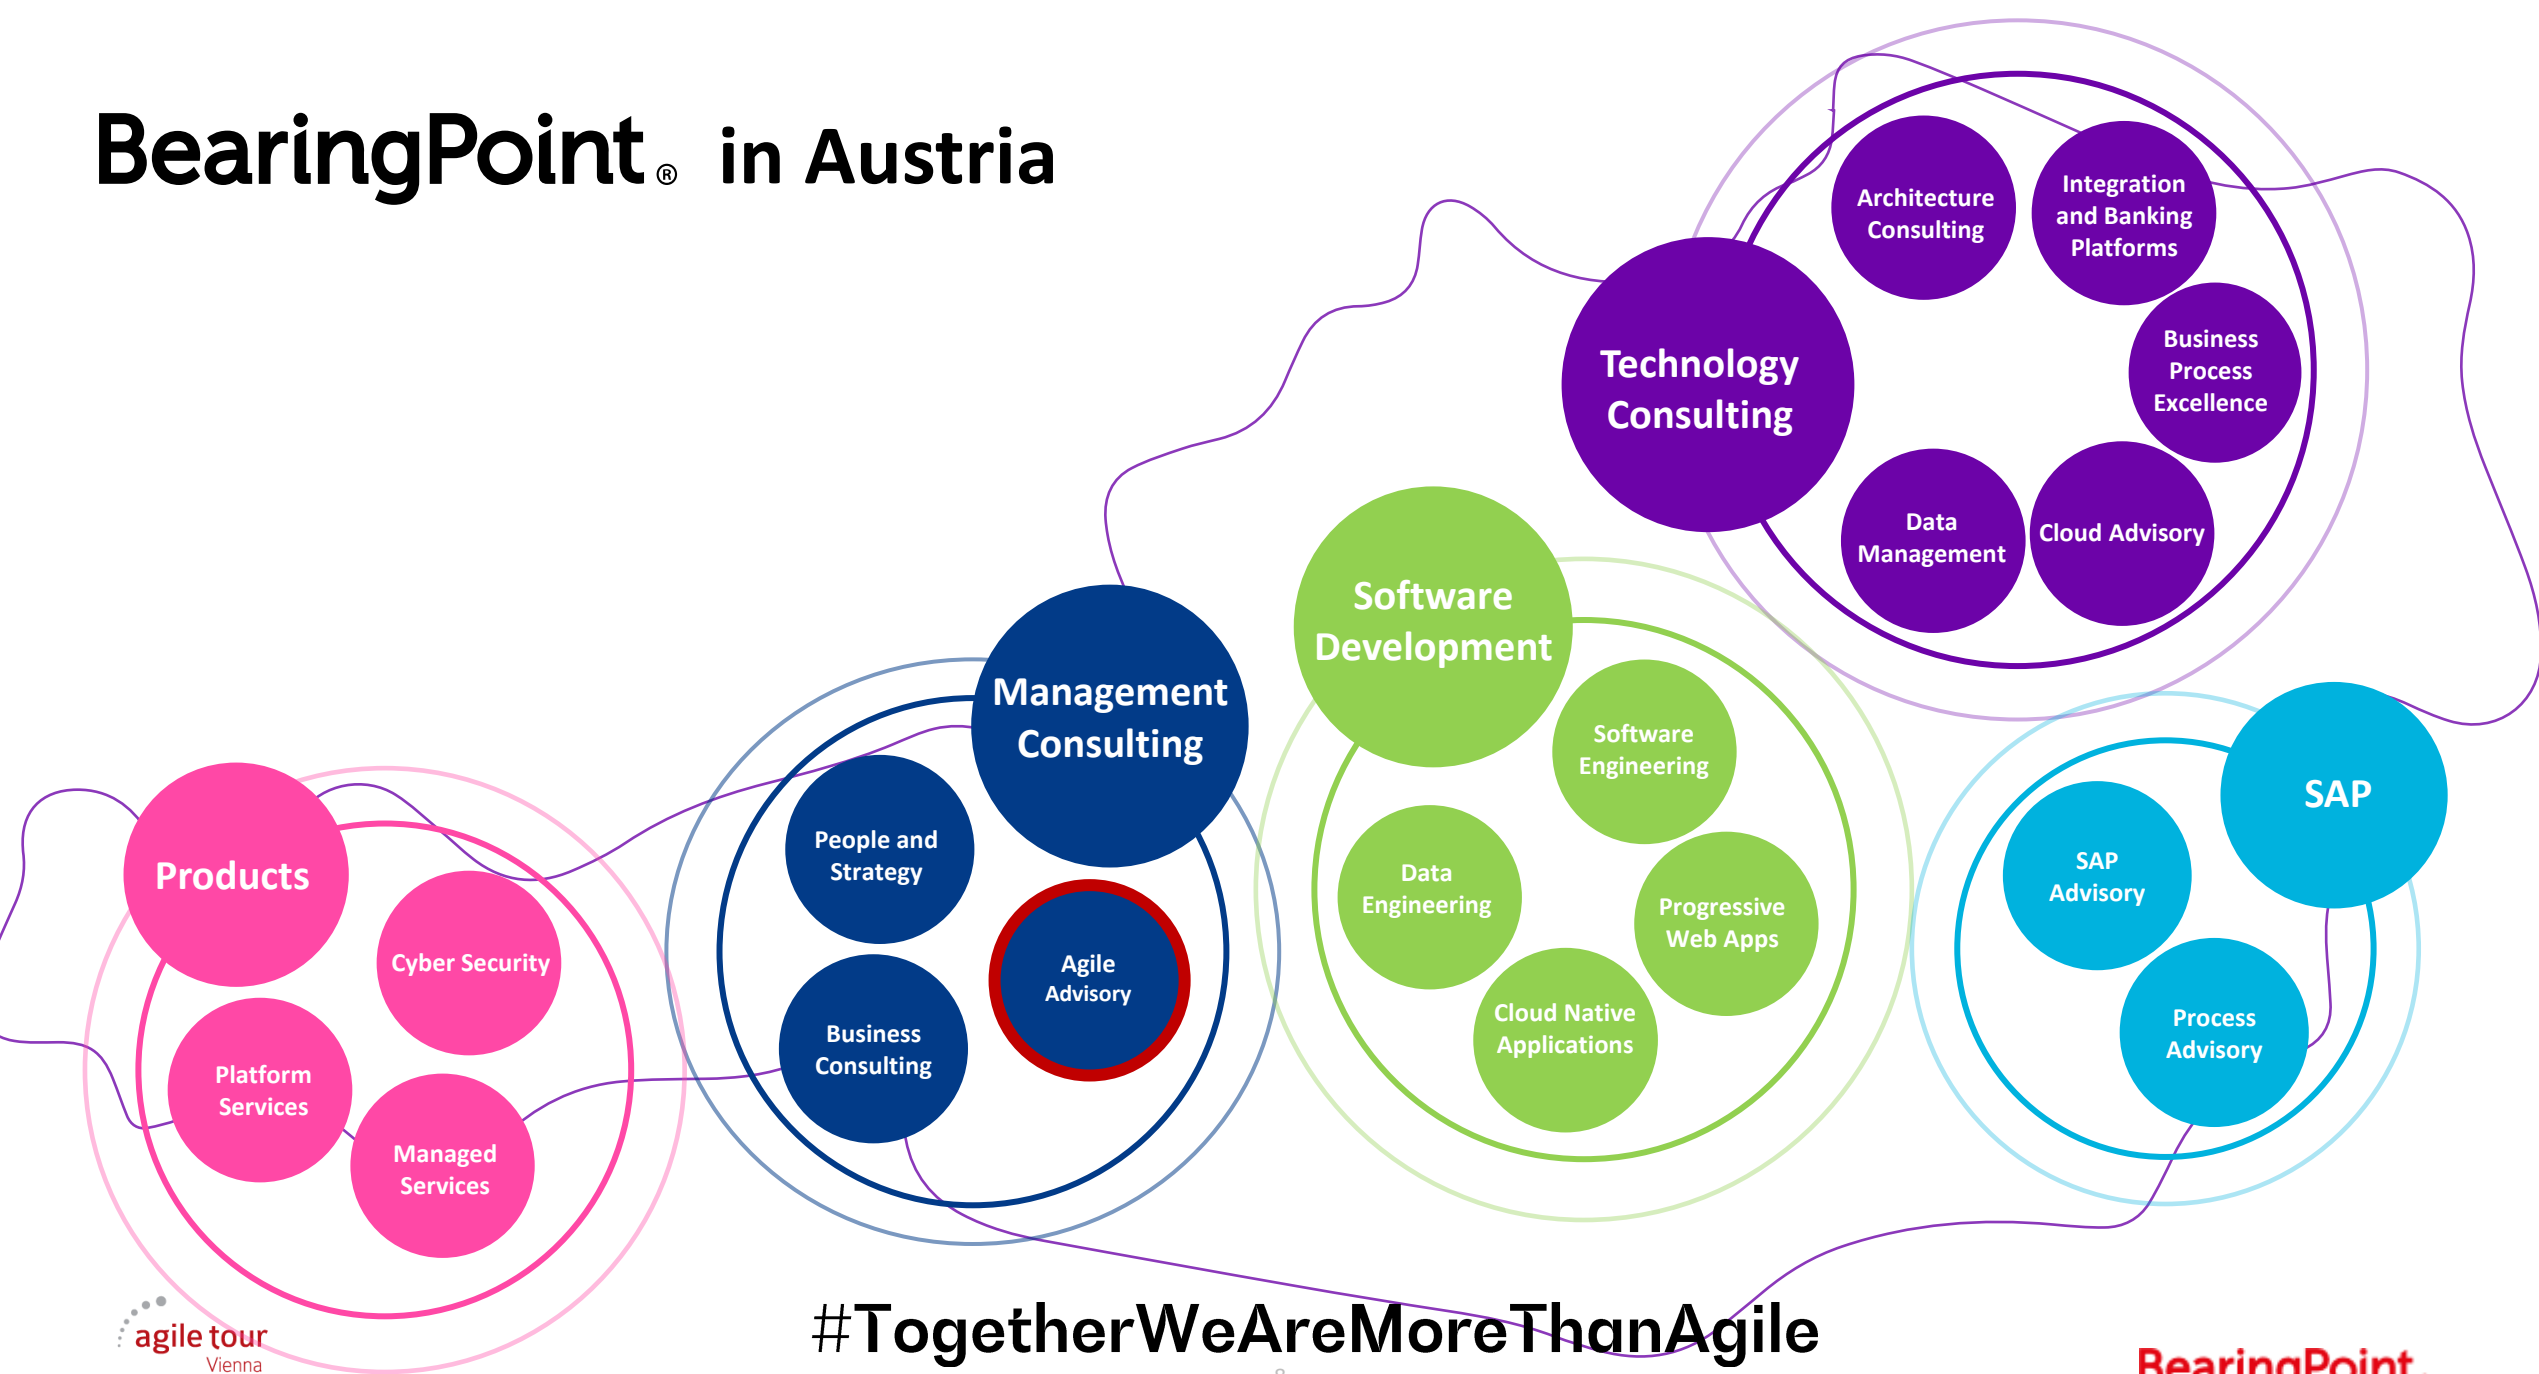 BearingPoint® in Austria
Architecture
Consulting
Integration
and Banking
Platforms
Business
Process
Excellence
Technology
Consulting
Data
Management
Cloud Advisory
Software
Development
Software
Engineering
Data
Engineering
Progressive
Web Apps
Cloud Native
Applications
Management
Consulting
People and
Strategy
Agile
Advisory
Business
Consulting
SAP
SAP
Advisory
Process
Advisory
Products
Cyber Security
Platform
Services
Managed
Services
agile tour
Vienna
#TogetherWeAreMoreThanAgile
BearingPoint